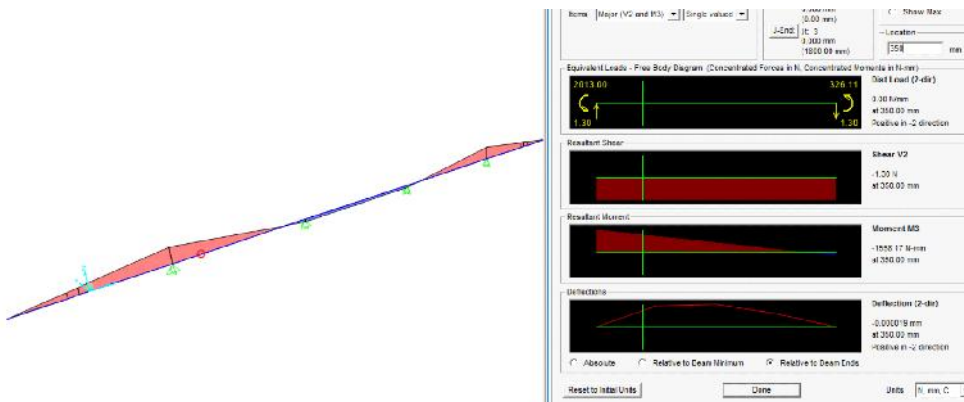 Items Major (V2 and M3) Single values
(0.00 mm)
Show Max
J-End: Jt: 3
0.000 mm
(1800.00 mm)
Location
350 mm
Equivalent Loads - Free Body Diagram (Concentrated Forces in N, Concentrated Moments in N-mm)
2013.00 326.11
1.30 1.30
Dist Load (2-dir)
0.00 N/mm
at 350.00 mm
Positive in -2 direction
Resultant Shear
Shear V2
-1.30 N
at 350.00 mm
Resultant Moment
Moment M3
-1558.17 N-mm
at 350.00 mm
Deflections
Deflection (2-dir)
-0.000019 mm
at 350.00 mm
Positive in -2 direction
Absolute Relative to Beam Minimum Relative to Beam Ends
Reset to Initial Units Done Units N, mm, C